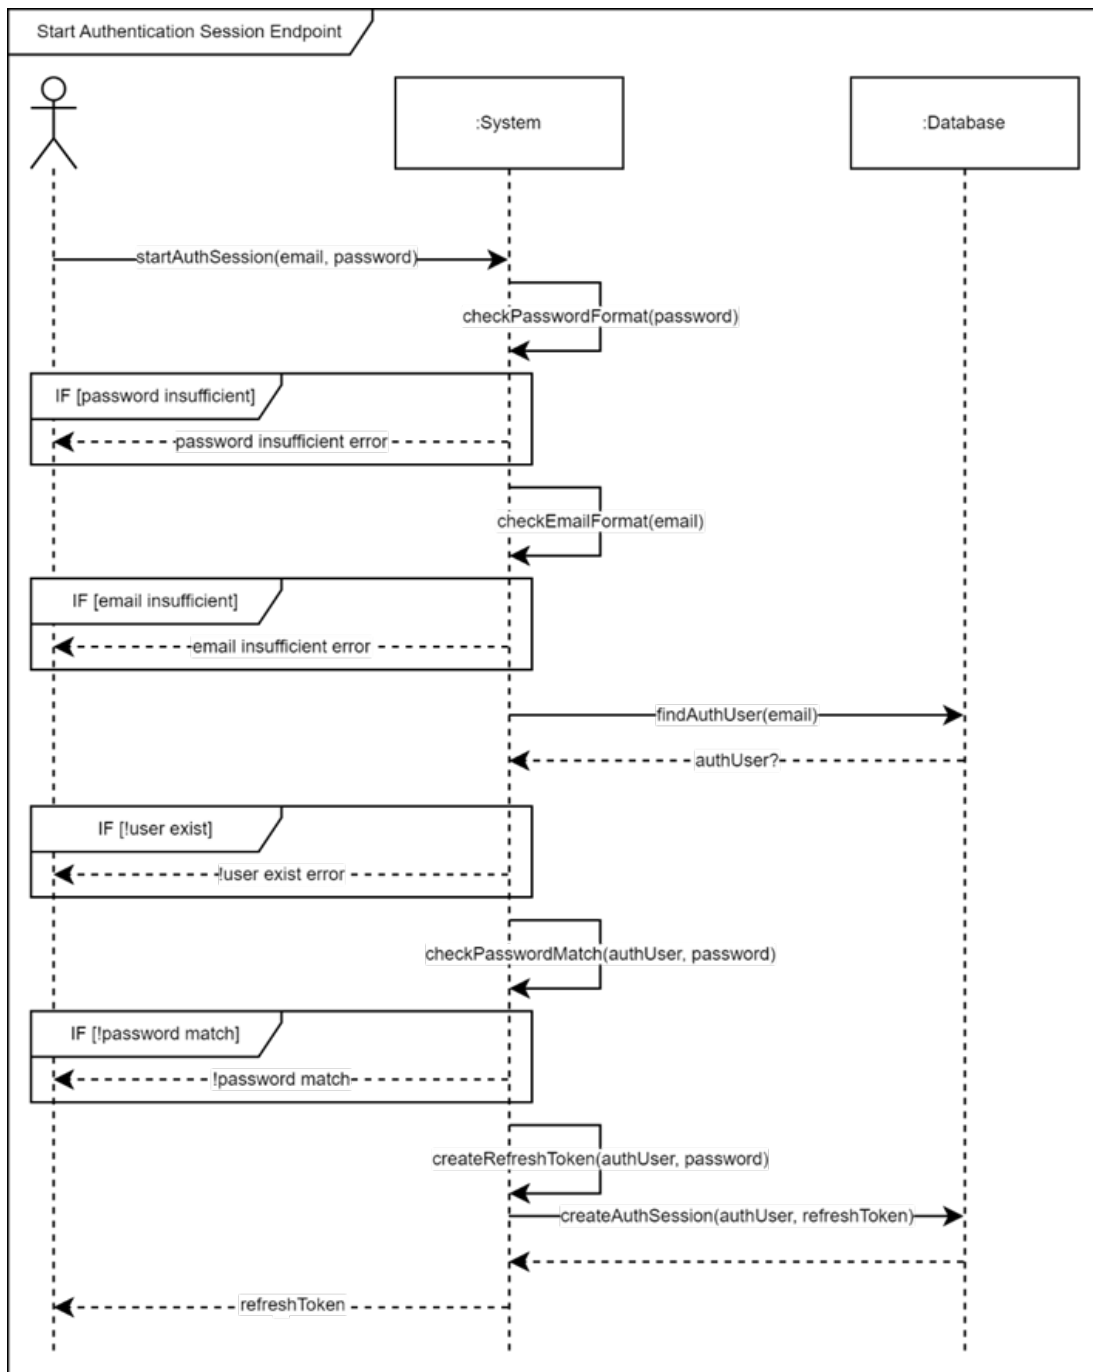 Start Authentication Session Endpoint
:System
:Database
startAuthSession(email, password)
checkPasswordFormat(password)
IF [password insufficient]
password insufficient error
checkEmailFormat(email)
IF [email insufficient]
email insufficient error
findAuthUser(email)
authUser?
IF [!user exist]
!user exist error
checkPasswordMatch(authUser, password)
IF [!password match]
!password match
createRefreshToken(authUser, password)
createAuthSession(authUser, refreshToken)
refreshToken